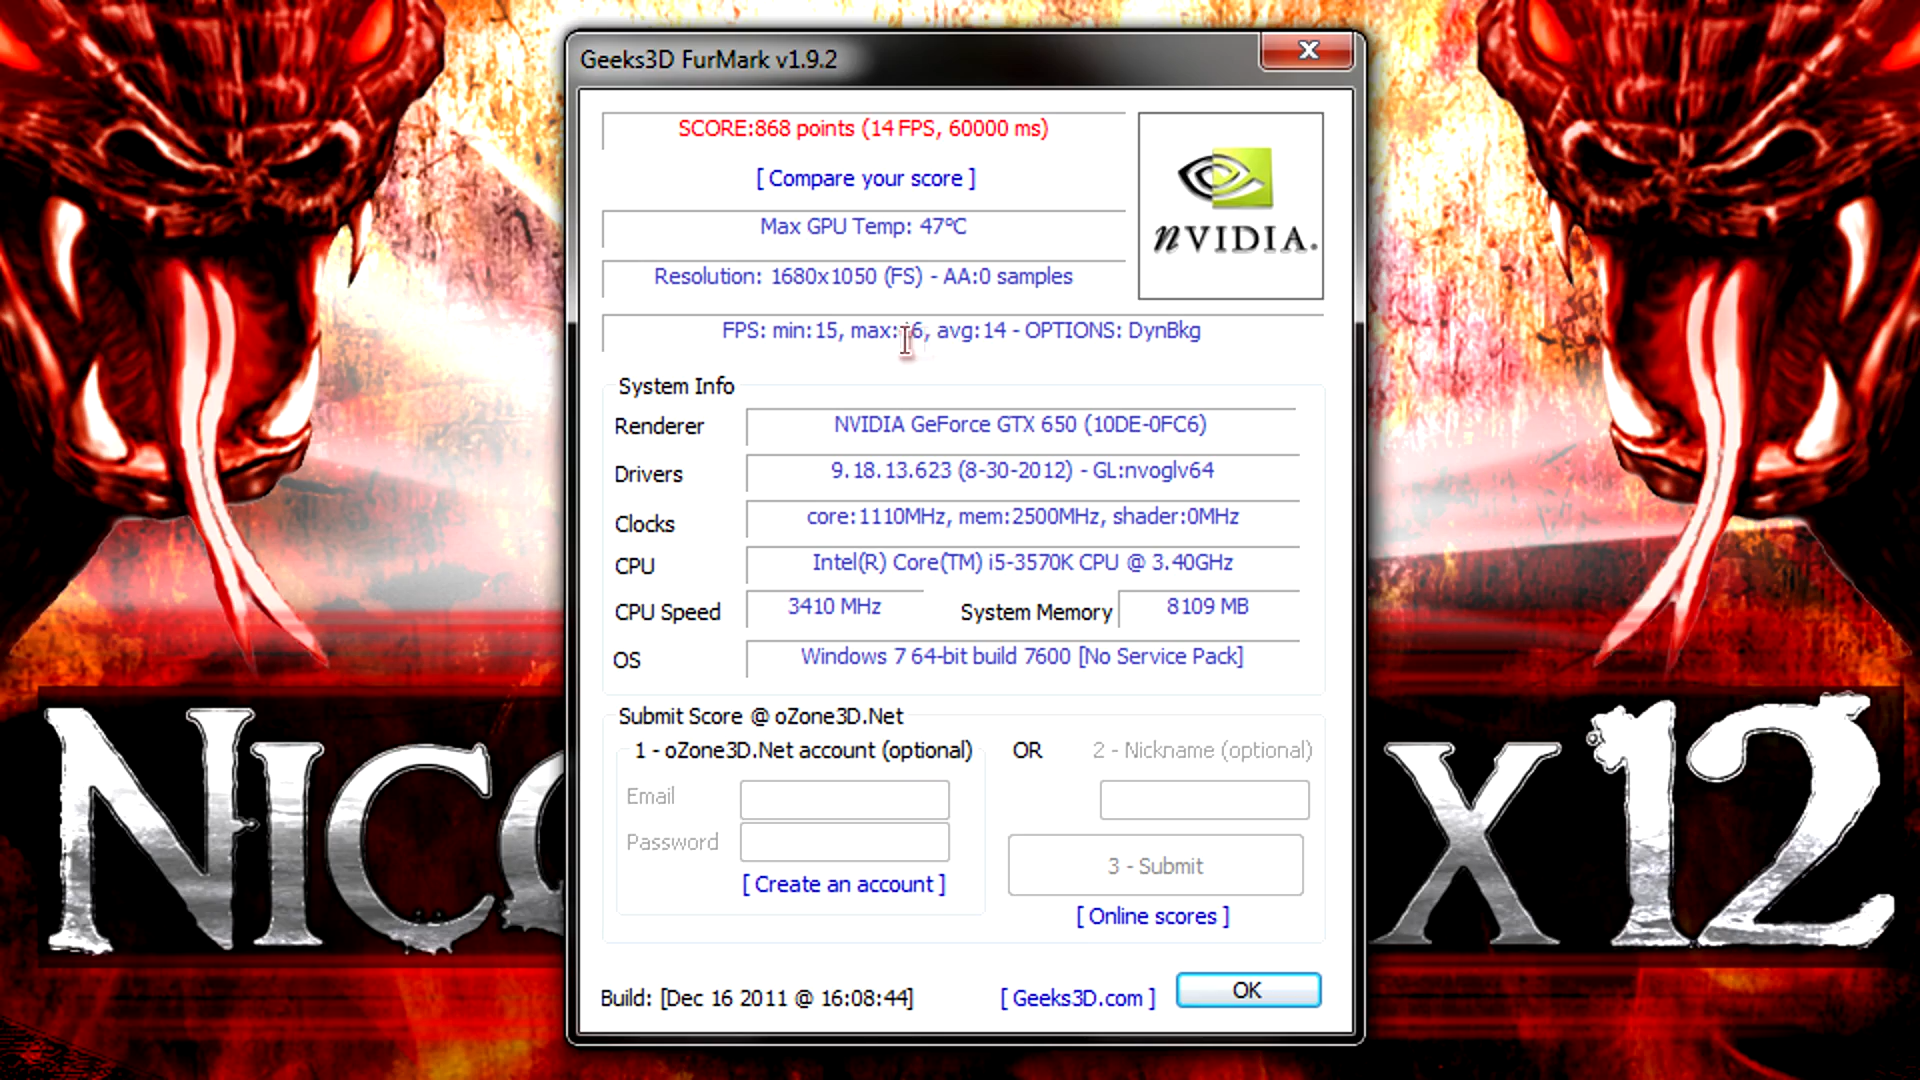 Geeks3D FurMark v1.9.2
SCORE:868 points (14 FPS, 60000 ms)
[ Compare your score ]
Max GPU Temp: 47°C
Resolution: 1680x1050 (FS) - AA:0 samples
NVIDIA.
FPS: min:15, avg:14 - OPTIONS: DynBkg
System Info
Renderer NVIDIA GeForce GTX 650 (10DE-0FC6)
Drivers 9.18.13.623 (8-30-2012) - GL:nvoglv64
Clocks core:1110MHz, mem:2500MHz, shader:0MHz
CPU Intel(R) Core(TM) i5-3570K CPU @ 3.40GHz
CPU Speed 3410 MHz System Memory 8109 MB
OS Windows 7 64-bit build 7600 [No Service Pack]
Submit Score @ oZone3D.Net
1 - oZone3D.Net account (optional) OR 2 - Nickname (optional)
Email
Password
3 - Submit
[ Create an account ]
[ Online scores ]
Build: [Dec 16 2011 @ 16:08:44] [ Geeks3D.com ] OK
X12